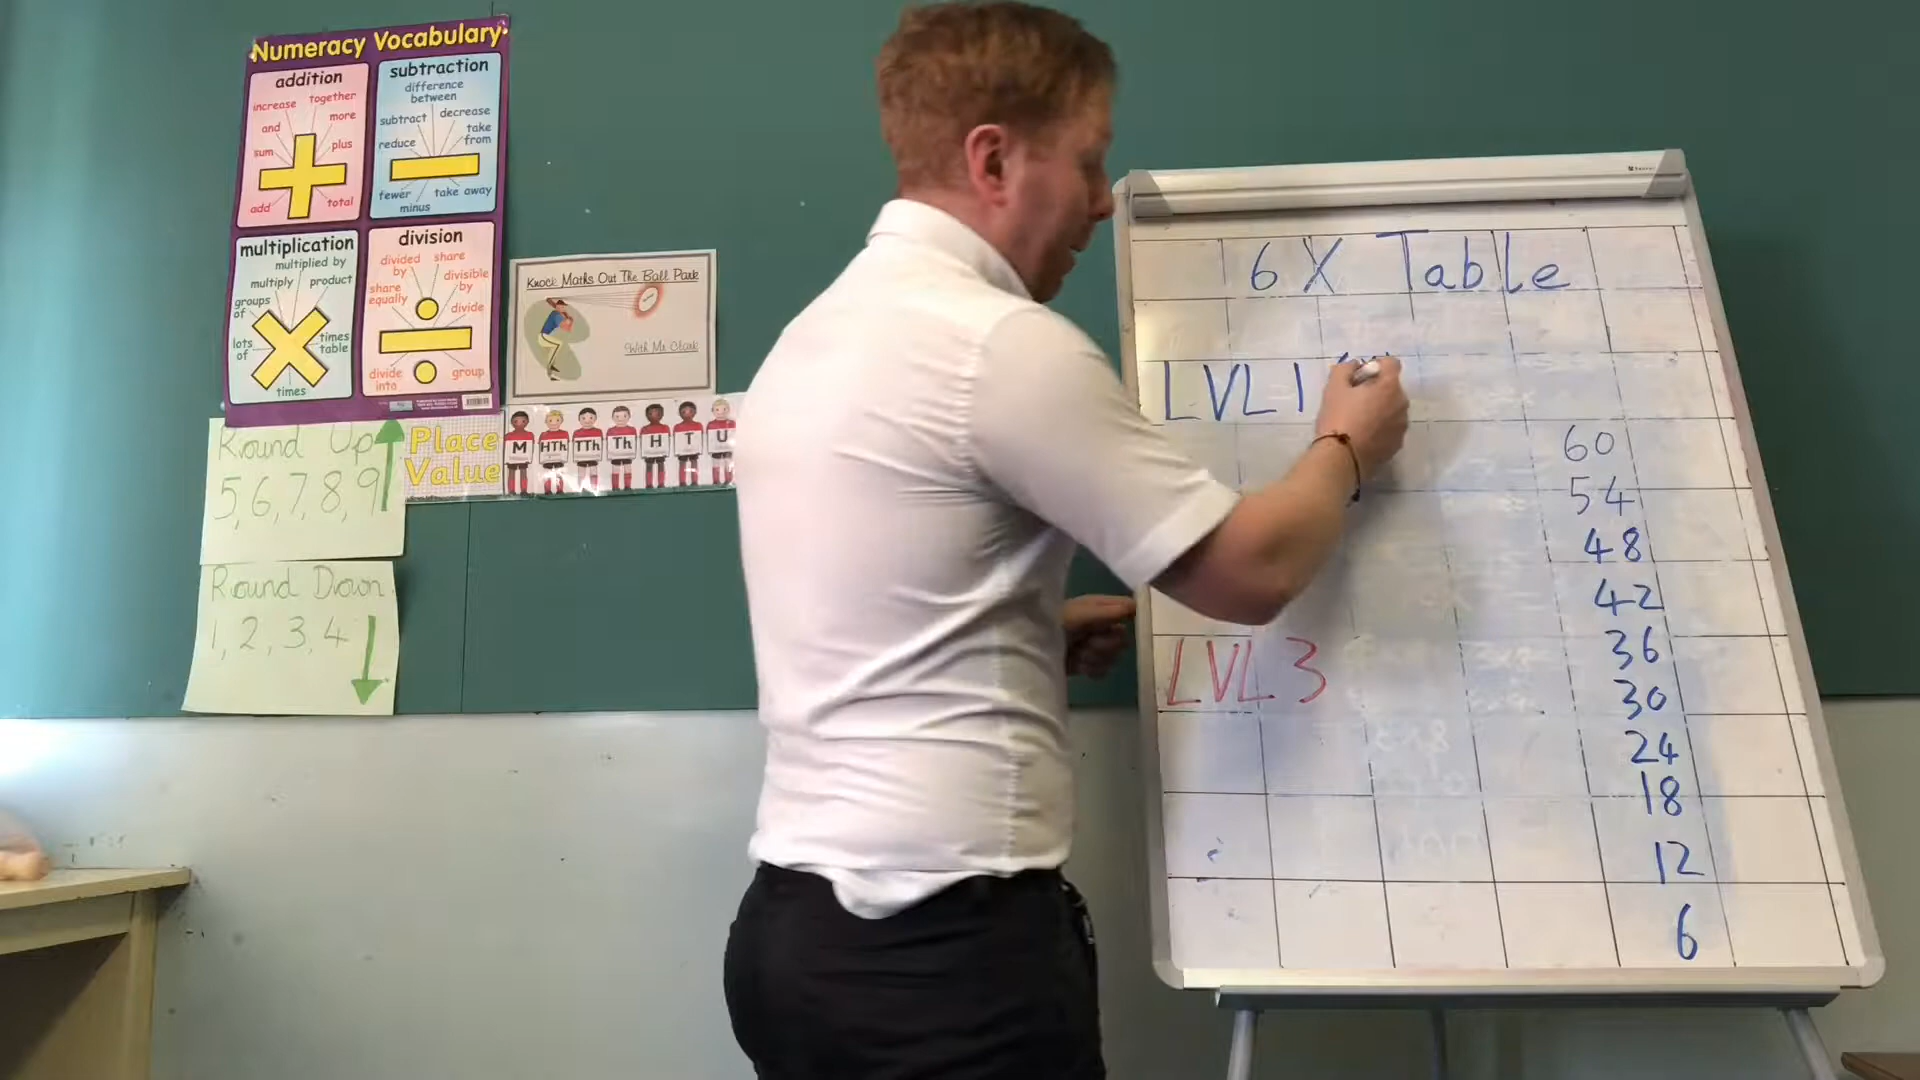 Numeracy Vocabulary
addition
increase
together
and
more
sum
plus
add
total
subtraction
difference
between
subtract
decrease
reduce
take
from
fewer
take away
minus
multiplication
multiplied by
multiply
product
groups
of
lots
of
times
table
times
division
divided
by
share
share
equally
divisible
by
divide
divide
into
group
Knock Maths Out The Ball Park
With Mr Clark
Round Up
5,6,7,8,9
Place
Value
M HTh TTh Th H T U
Round Down
1, 2, 3, 4
6 X Table
LVL 1
60
54
48
42
36
LVL 3
30
24
18
12
6